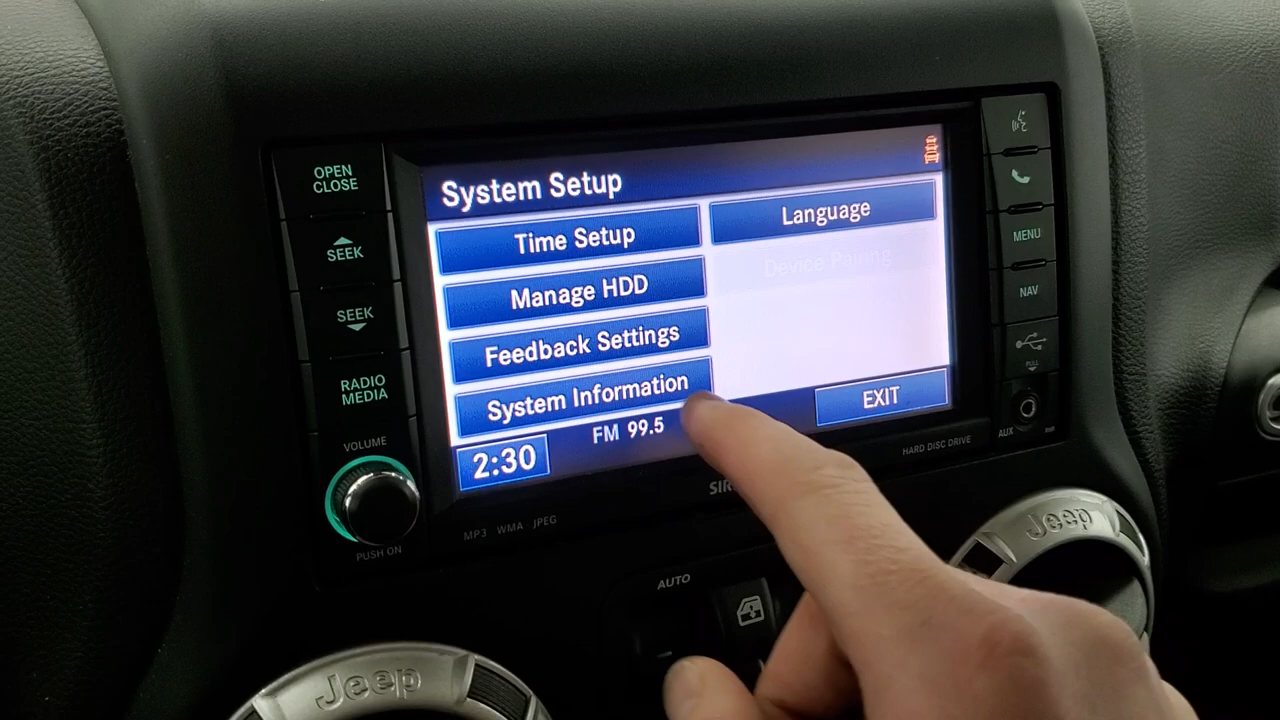 OPEN
CLOSE
SEEK
SEEK
RADIO
MEDIA
VOLUME
PUSH ON
System Setup
Time Setup
Language
Manage HDD
Device Pairing
Feedback Settings
System Information
EXIT
FM 99.5
2:30
MENU
NAV
PULL
AUX
HARD DISC DRIVE
MP3 WMA JPEG
AUTO
Jeep
Jeep